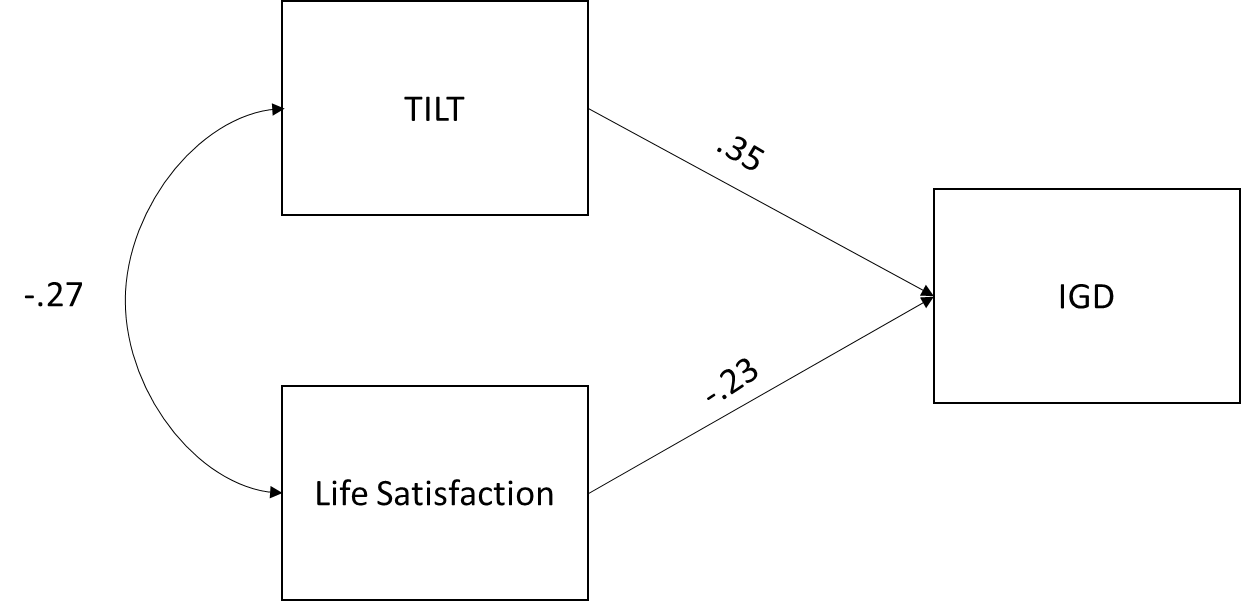 TILT
.35
-.27
IGD
-.23
Life Satisfaction